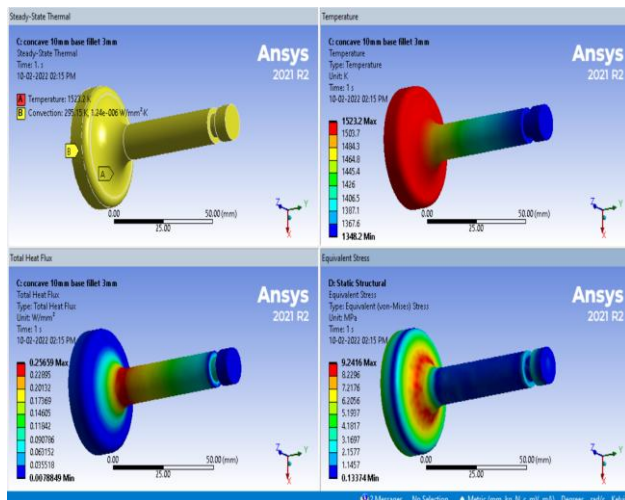 Steady-State Thermal
C: concave 10mm base fillet 3mm
Steady-State Thermal
Time: 1. s
10-02-2022 02:15 PM
A Temperature: 1523.2 K
B Convection: 295.15 K, 1.24e-006 W/mm²·K
Ansys
2021 R2
B
A
0.00
50.00 (mm)
25.00
Z
Y
X
Temperature
C: concave 10mm base fillet 3mm
Temperature
Type: Temperature
Unit: K
Time: 1 s
10-02-2022 02:15 PM
Ansys
2021 R2
1523.2 Max
1503.7
1484.3
1464.8
1445.4
1426
1406.5
1387.1
1367.6
1348.2 Min
0.00
50.00 (mm)
25.00
Z
Y
X
Total Heat Flux
C: concave 10mm base fillet 3mm
Total Heat Flux
Type: Total Heat Flux
Unit: W/mm²
Time: 1 s
10-02-2022 02:15 PM
Ansys
2021 R2
0.25659 Max
0.22895
0.20132
0.17369
0.14605
0.11842
0.090786
0.063152
0.035518
0.0078849 Min
0.00
50.00 (mm)
25.00
Z
Y
X
Equivalent Stress
D: Static Structural
Equivalent Stress
Type: Equivalent (von-Mises) Stress
Unit: MPa
Time: 1 s
10-02-2022 02:15 PM
Ansys
2021 R2
9.2416 Max
8.2296
7.2176
6.2056
5.1937
4.1817
3.1697
2.1577
1.1457
0.13374 Min
0.00
50.00 (mm)
25.00
Z
Y
X
Messages No Selection Metric (mm, kg, N, s, mV, mA) Degrees rad/s